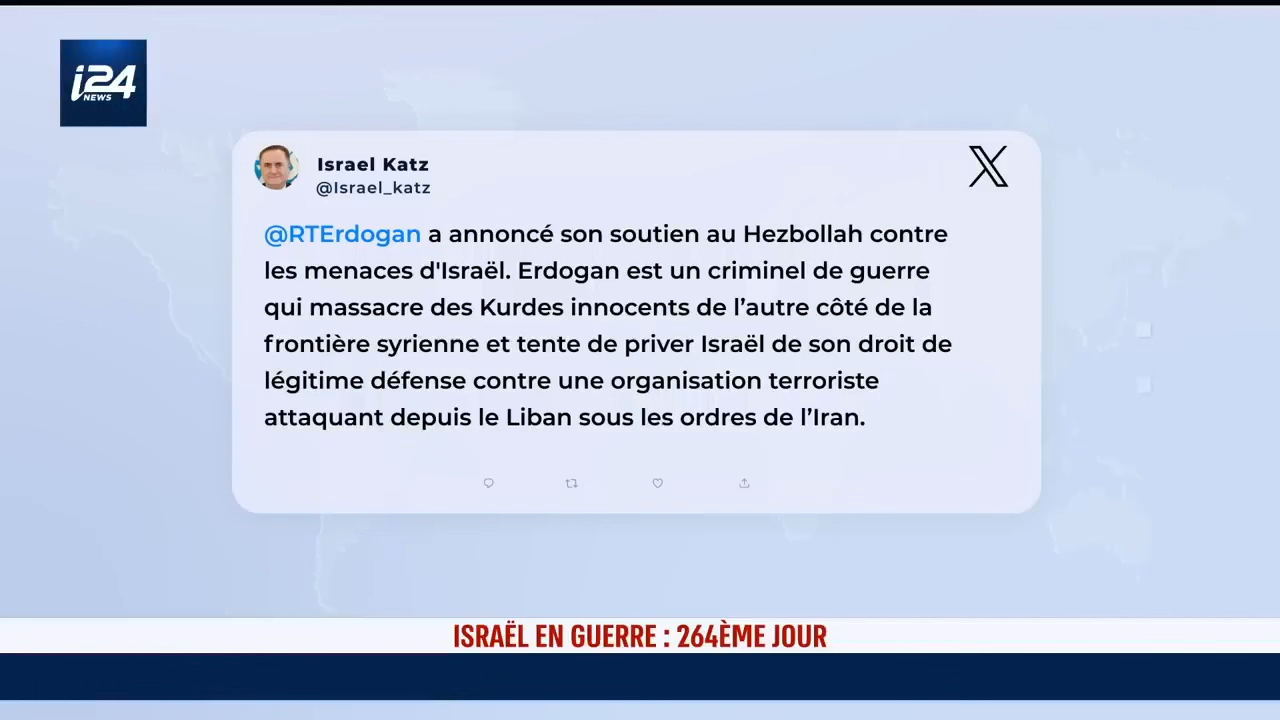 i24
NEWS
Israel Katz
@Israel_katz
@RTErdogan a annoncé son soutien au Hezbollah contre
les menaces d'Israël. Erdogan est un criminel de guerre
qui massacre des Kurdes innocents de l’autre côté de la
frontière syrienne et tente de priver Israël de son droit de
légitime défense contre une organisation terroriste
attaquant depuis le Liban sous les ordres de l’Iran.
ISRAËL EN GUERRE : 264ÈME JOUR